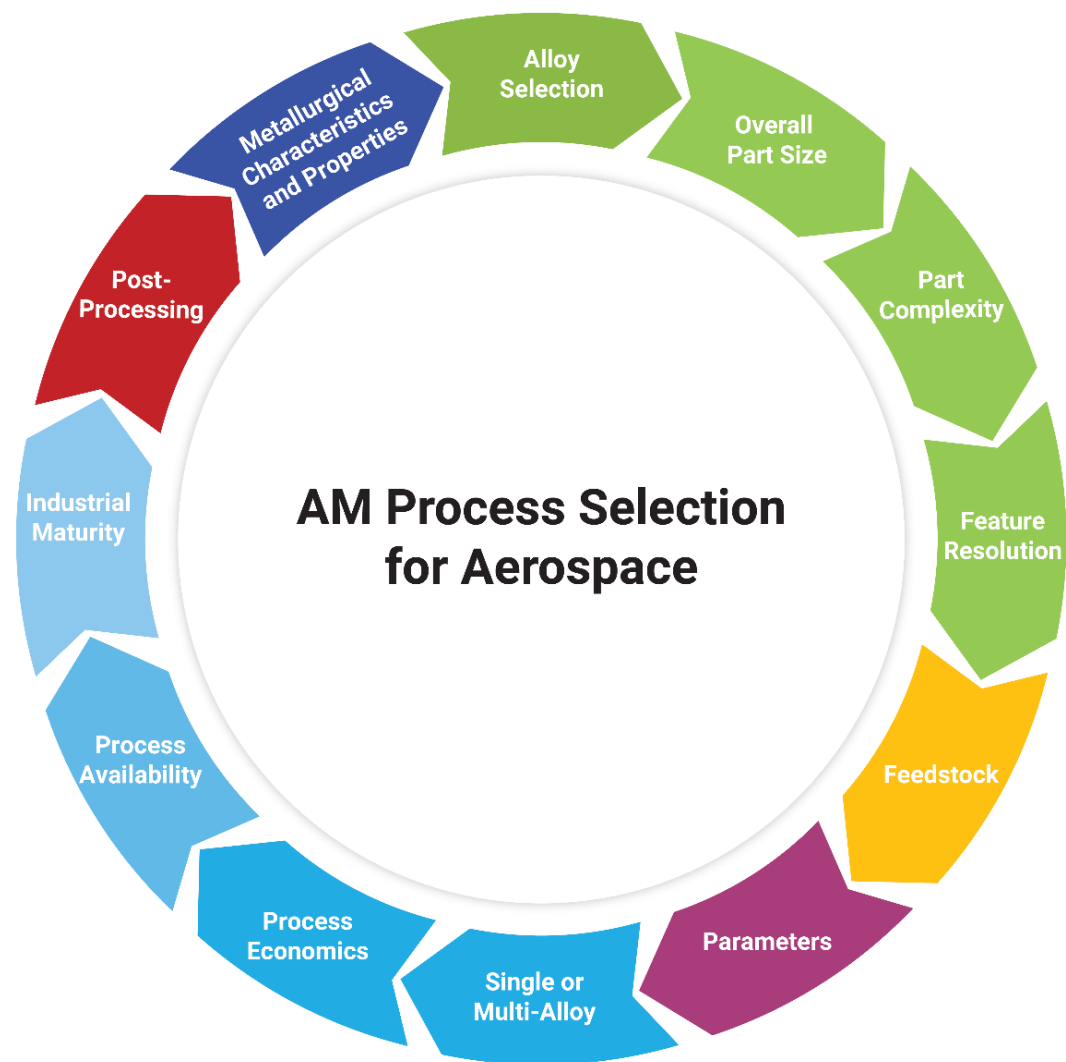 Alloy
Selection
Overall
Part Size
Part
Complexity
Feature
Resolution
Feedstock
Parameters
Single or
Multi-Alloy
Process
Economics
Process
Availability
Industrial
Maturity
Post-
Processing
Metallurgical
Characteristics
and Properties
AM Process Selection
for Aerospace